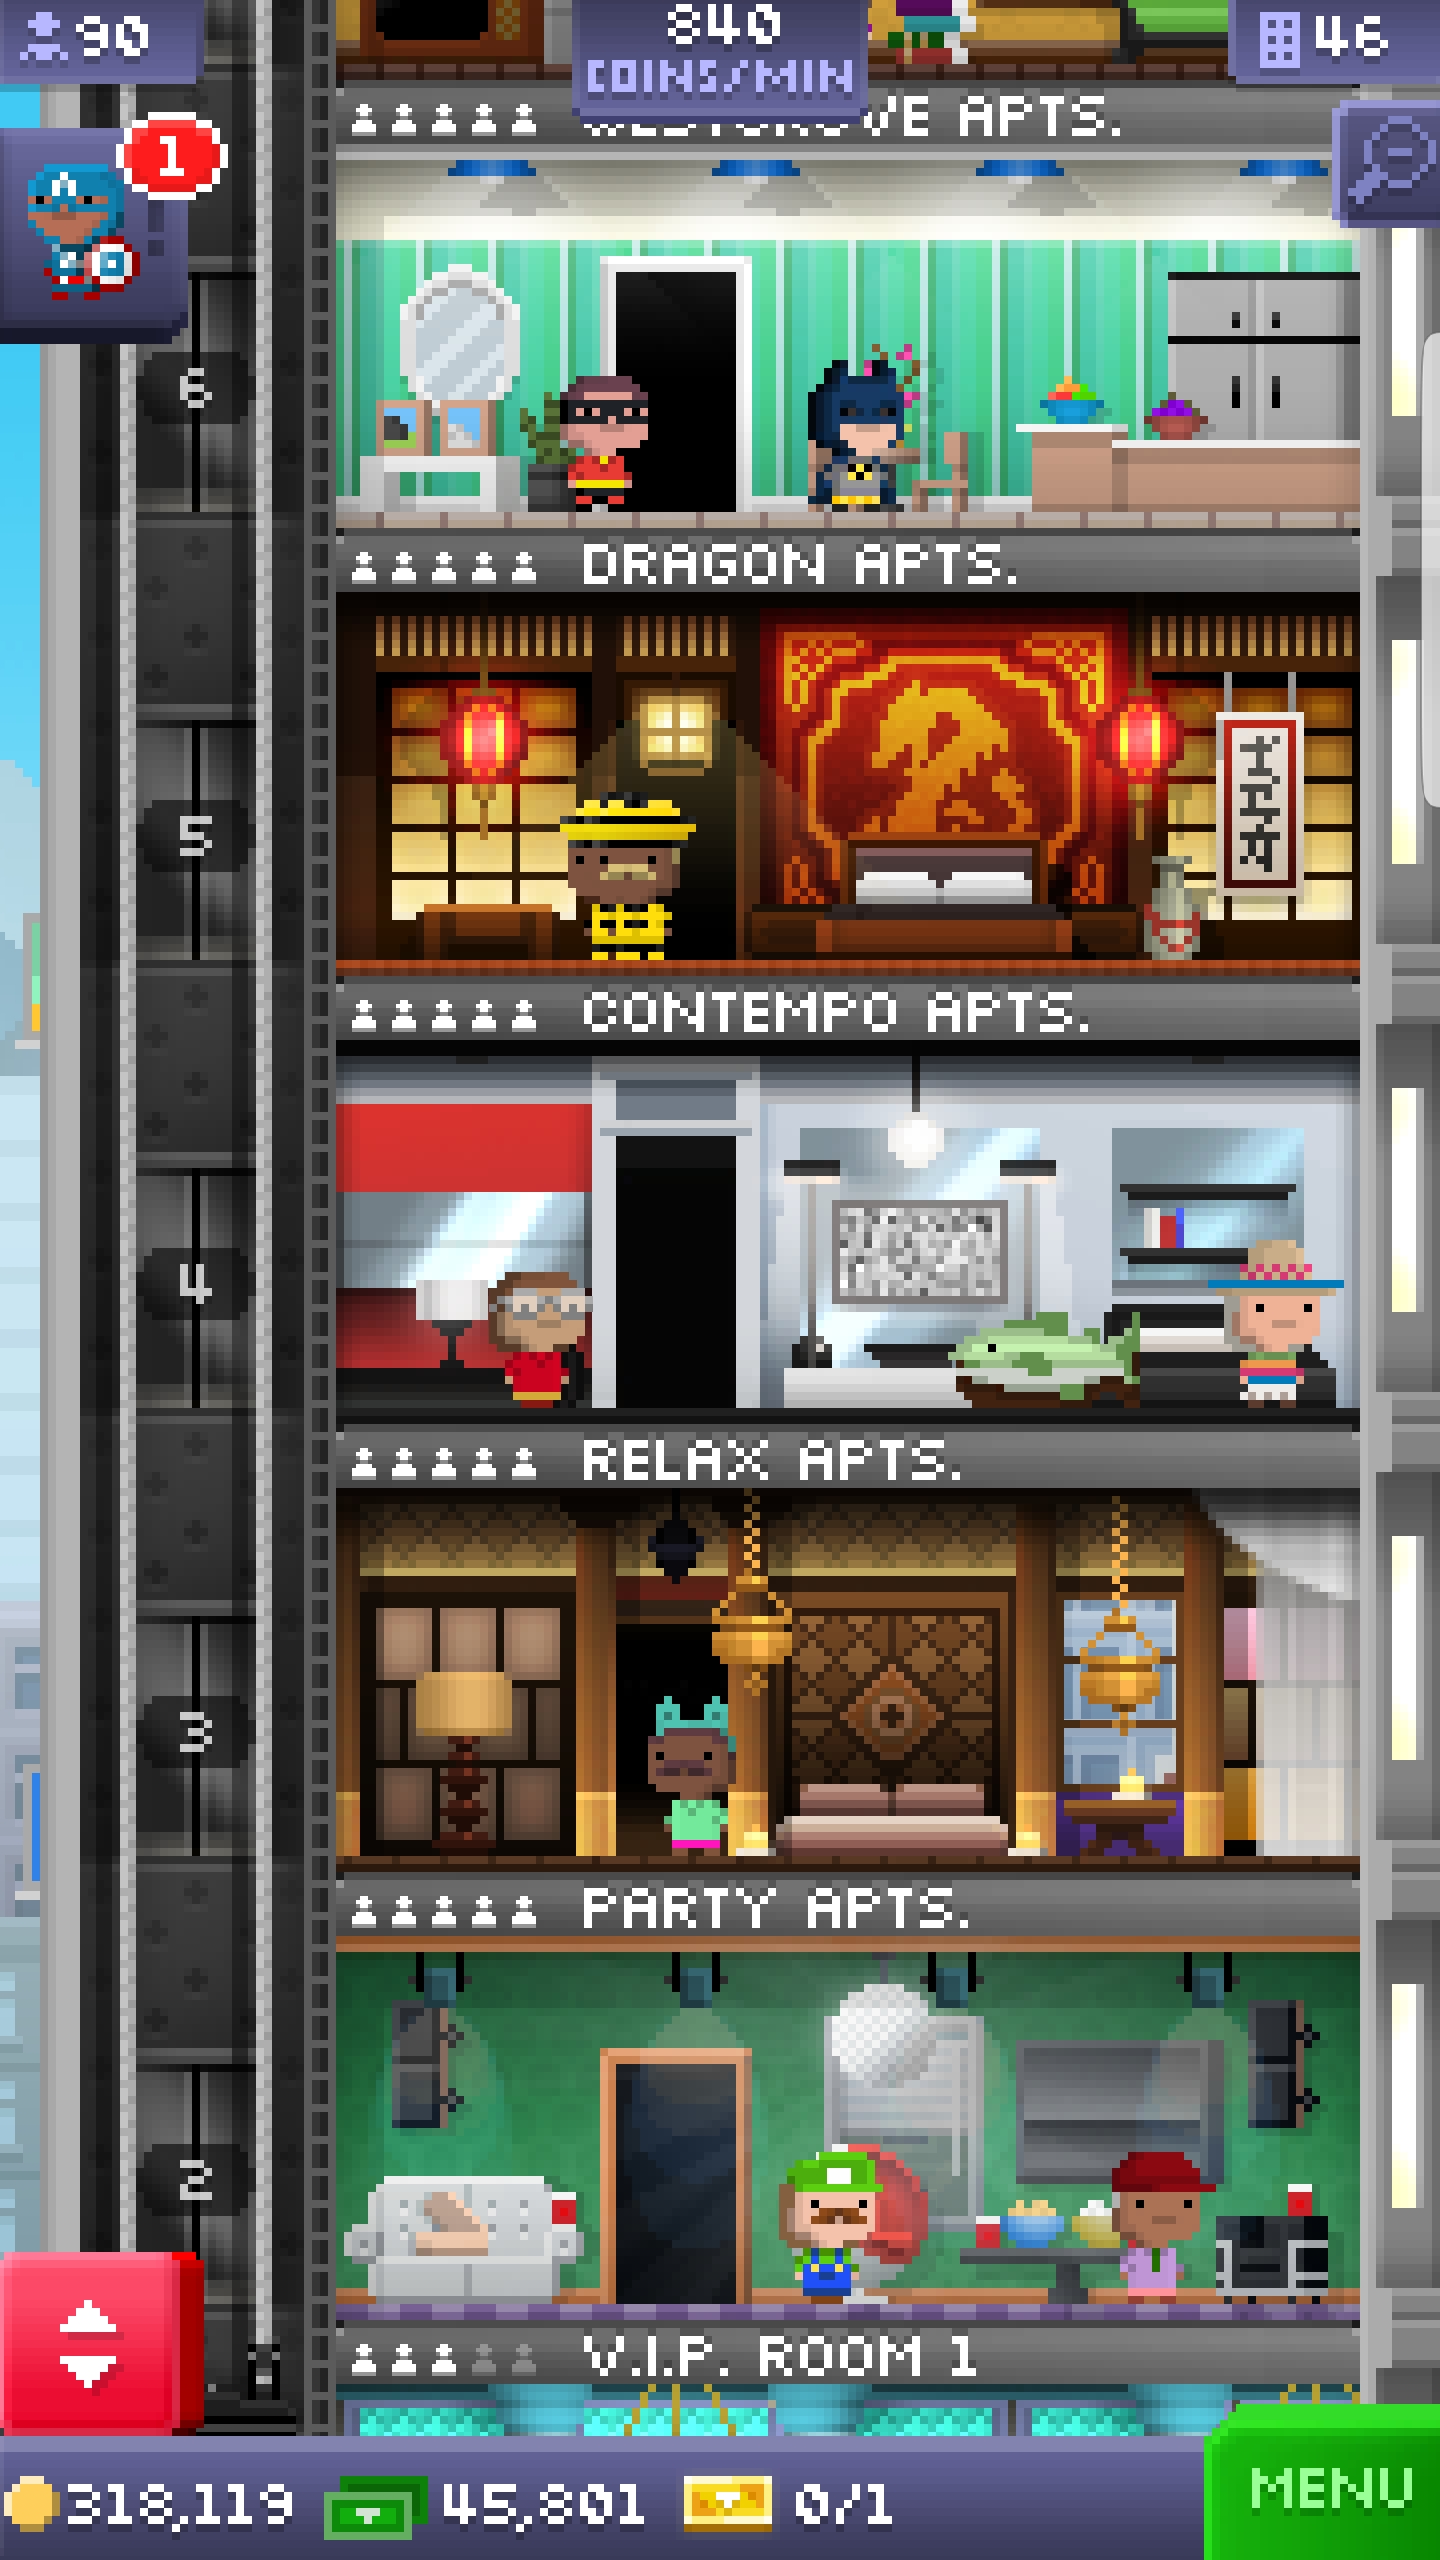 90
840
COINS/MIN
46
APTS.
1
6
DRAGON APTS.
5
CONTEMPO APTS.
4
RELAX APTS.
3
PARTY APTS.
2
V.I.P. ROOM 1
318,119
45,801
0/1
MENU